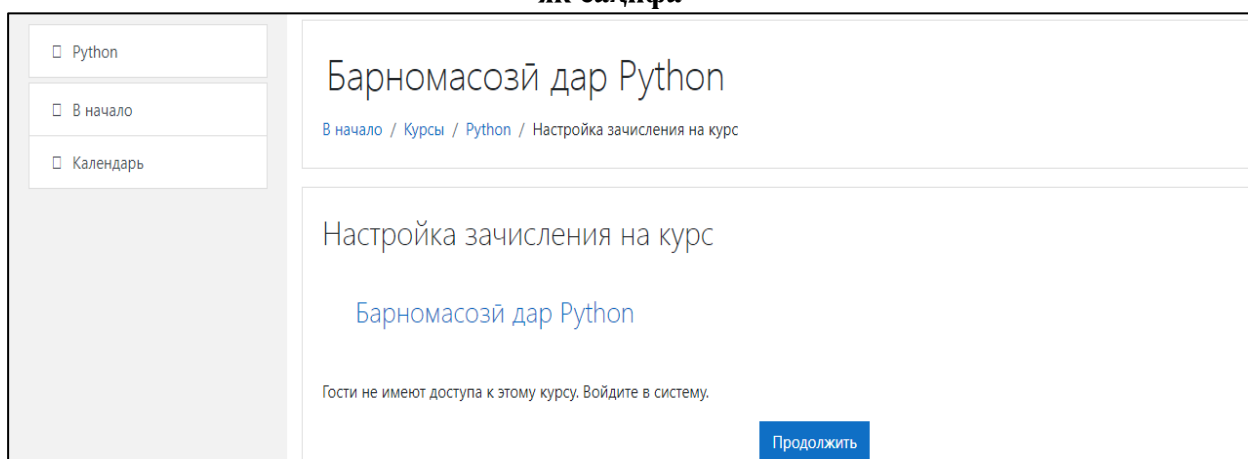 Python
В начало
Календарь
Барномасозӣ дар Python
В начало / Курсы / Python / Настройка зачисления на курс
Настройка зачисления на курс
Барномасозӣ дар Python
Гости не имеют доступа к этому курсу. Войдите в систему.
Продолжить